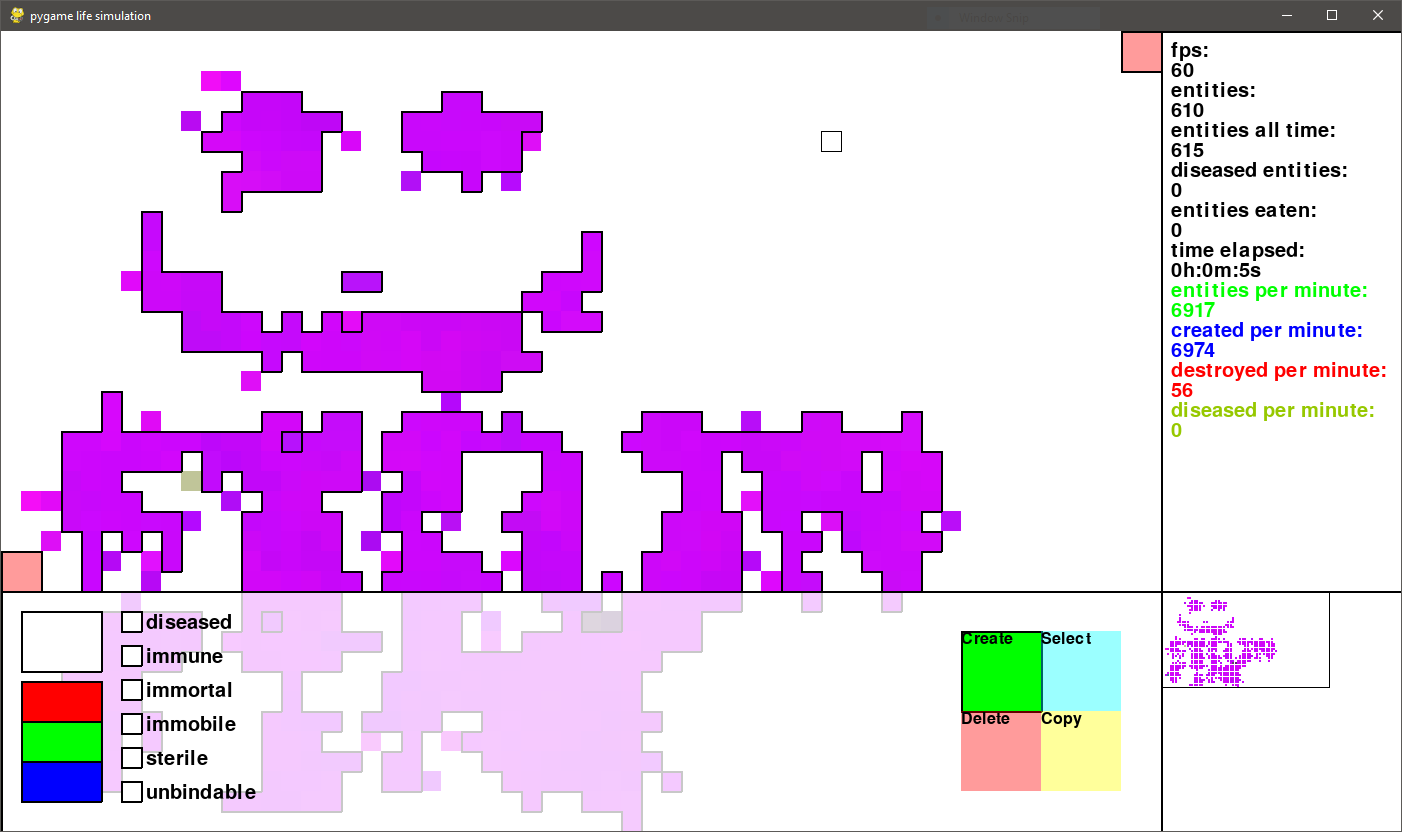 pygame life simulation
fps:
60
entities:
610
entities all time:
615
diseased entities:
0
entities eaten:
0
time elapsed:
0h:0m:5s
entities per minute:
6917
created per minute:
6974
destroyed per minute:
56
diseased per minute:
0
diseased
immune
immortal
immobile
sterile
unbindable
Create Select
Delete Copy